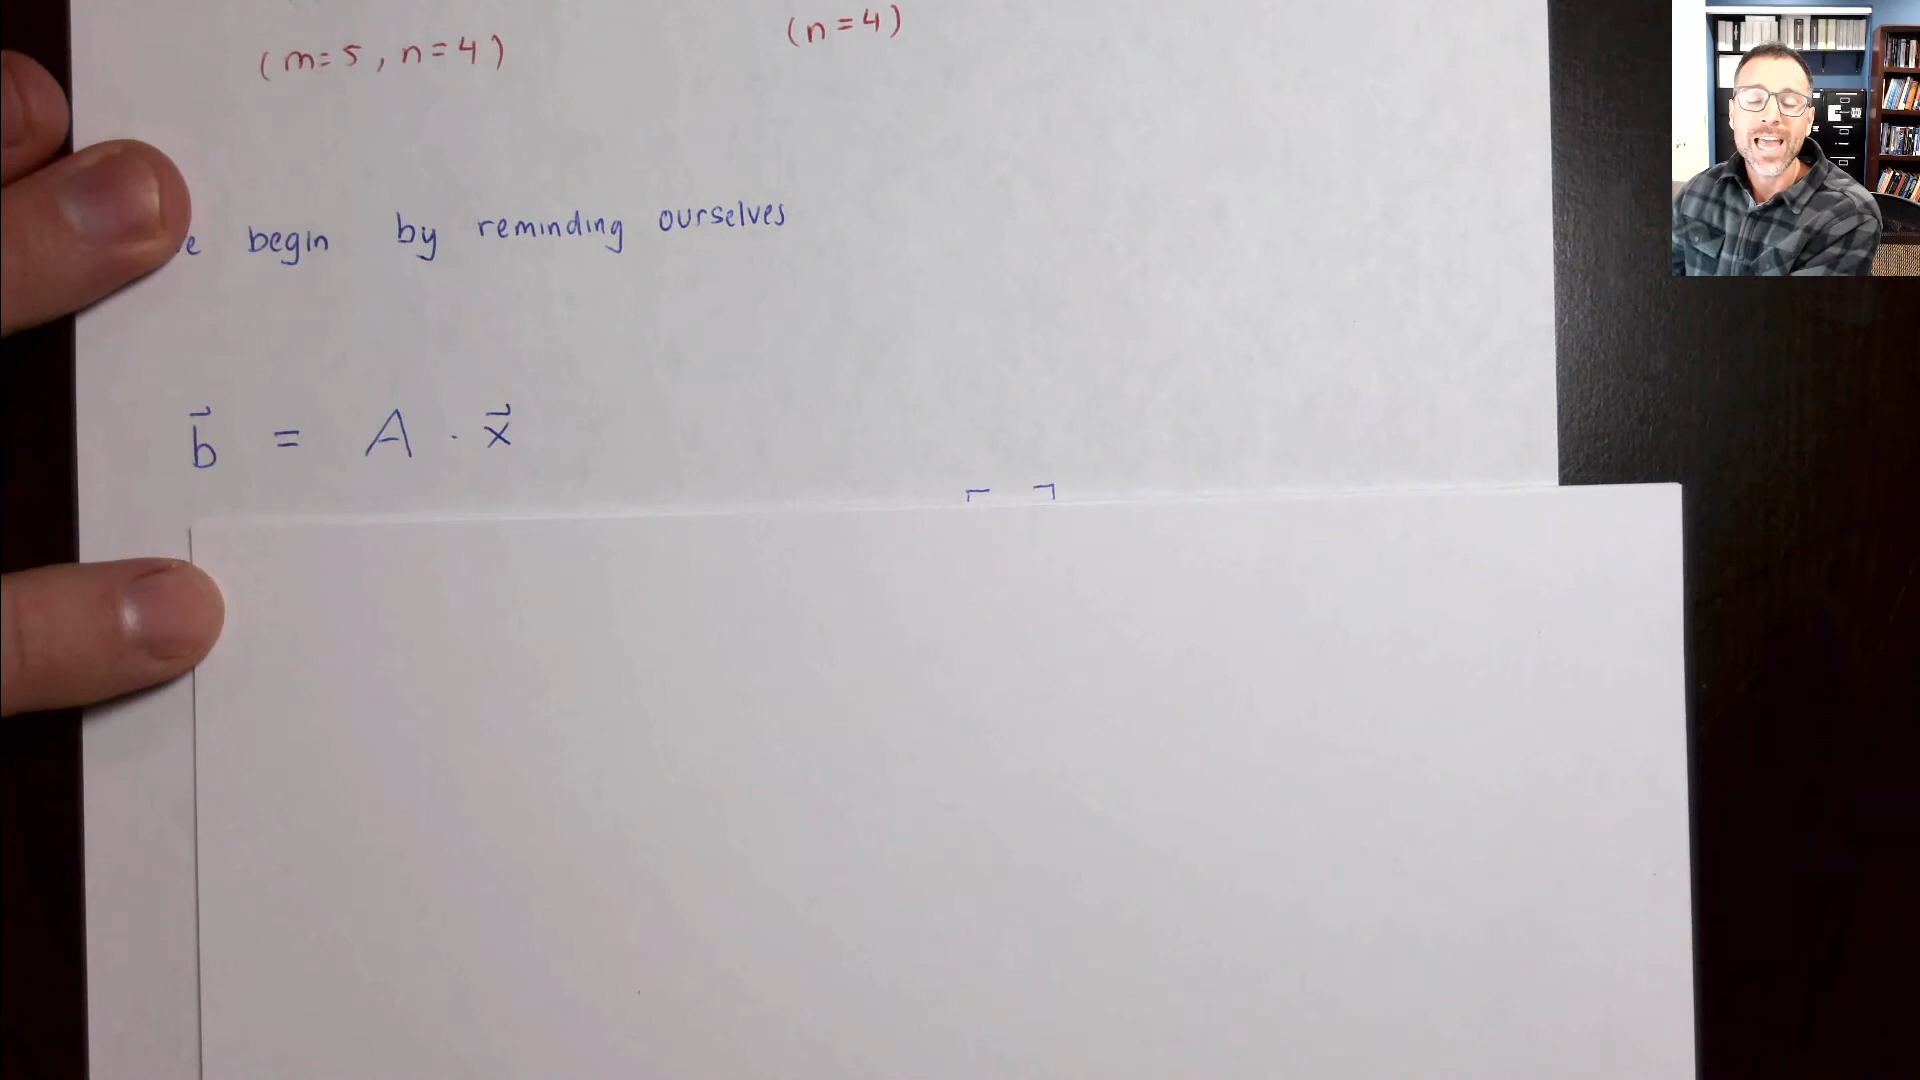 (m=5, n=4) (n=4)
begin by reminding ourselves
b⃗ = A · x⃗